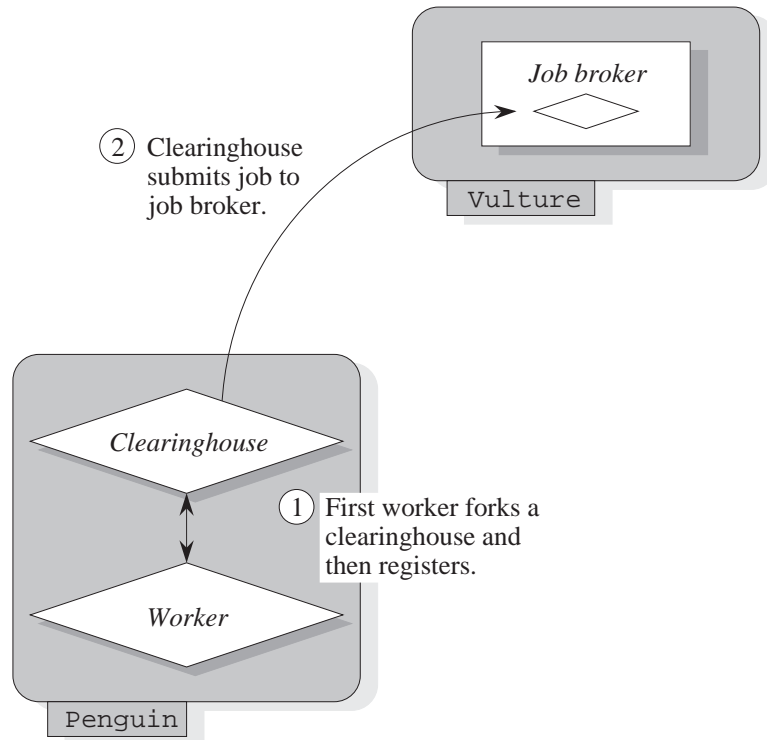 Job broker
Vulture
2 Clearinghouse
submits job to
job broker.
Clearinghouse
1 First worker forks a
clearinghouse and
then registers.
Worker
Penguin